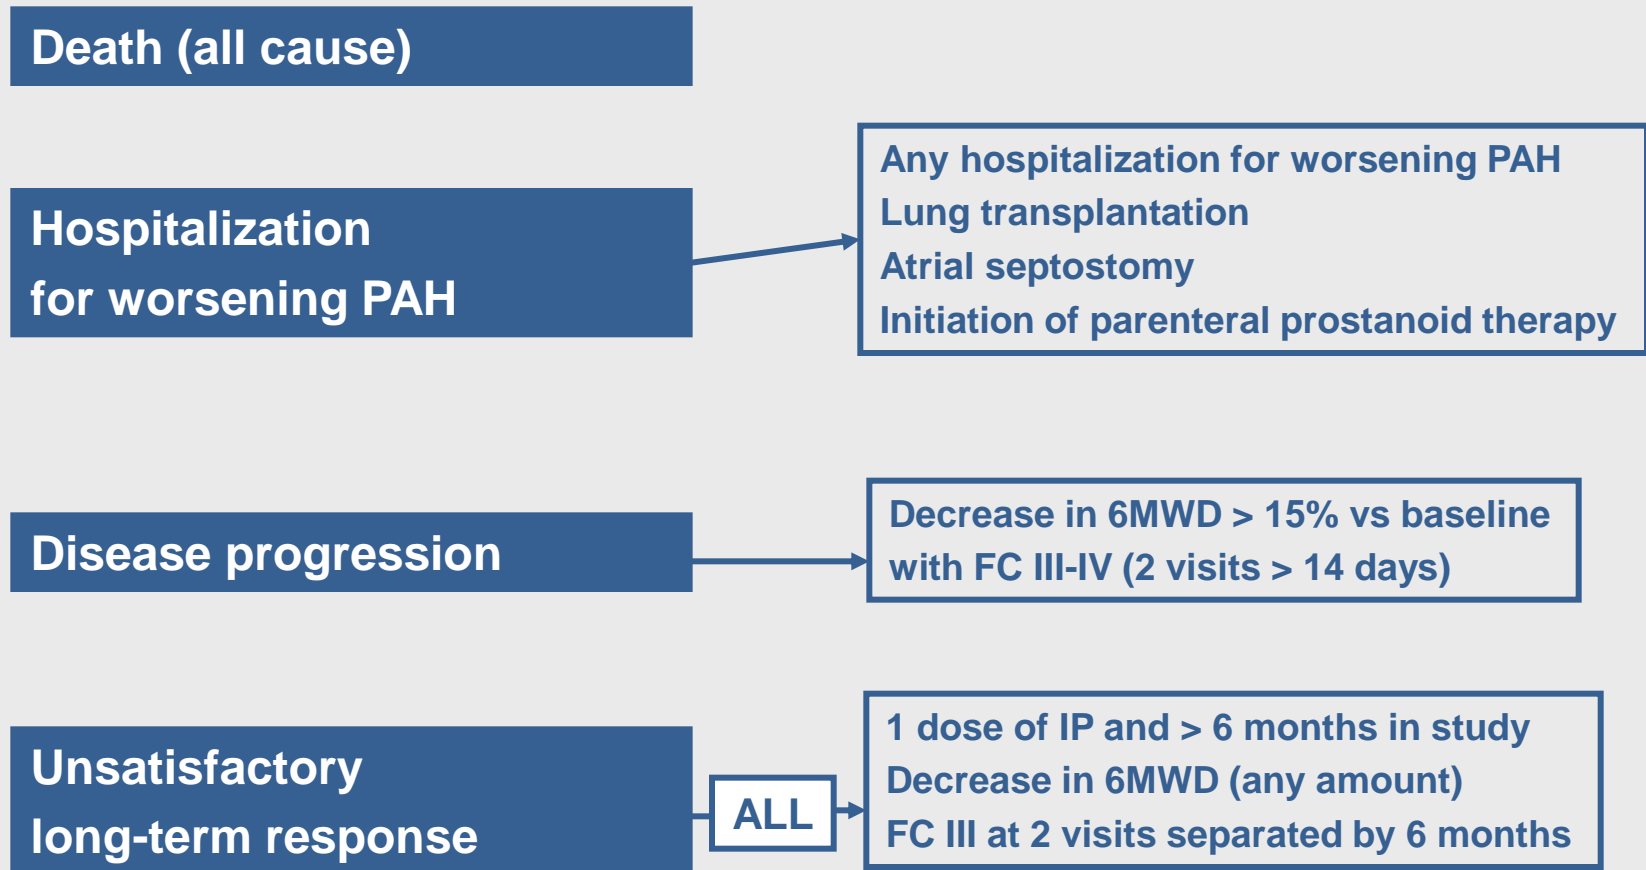 Death (all cause)
Hospitalization
for worsening PAH
Any hospitalization for worsening PAH
Lung transplantation
Atrial septostomy
Initiation of parenteral prostanoid therapy
Disease progression
Decrease in 6MWD > 15% vs baseline
with FC III-IV (2 visits > 14 days)
Unsatisfactory
long-term response
ALL
1 dose of IP and > 6 months in study
Decrease in 6MWD (any amount)
FC III at 2 visits separated by 6 months